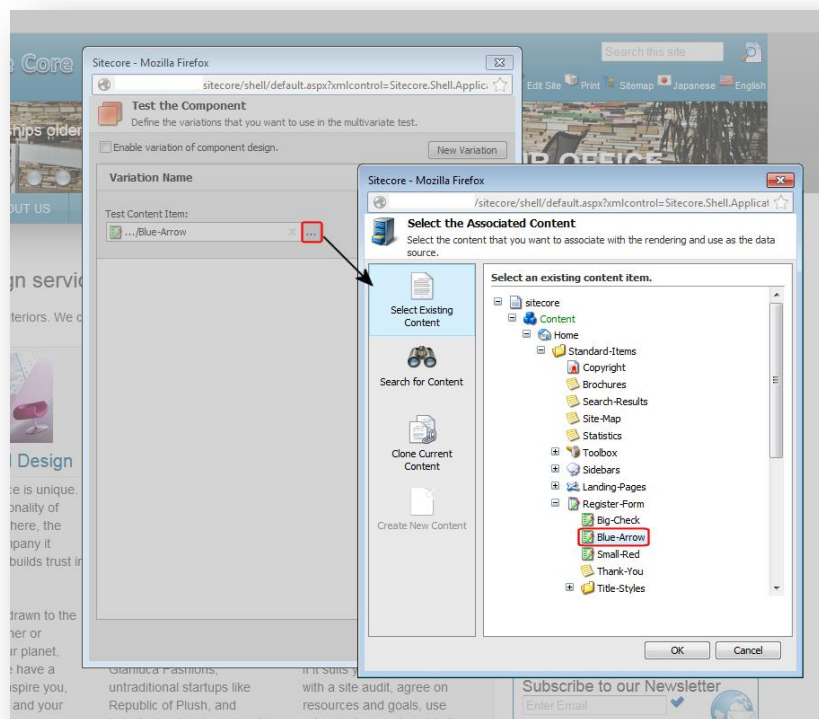 Core
Search this site
Edit Site Print Sitemap Japanese English
ships older
OUR OFFICE
OUT US
gn servic
teriors. We c
l Design
ce is unique.
onality of
here, the
mpany it
builds trust in
drawn to the
ner or
ur planet,
e have a
spire you,
and your
Sitecore - Mozilla Firefox
sitecore/shell/default.aspx?xmlcontrol=Sitecore.Shell.Applic
Test the Component
Define the variations that you want to use in the multivariate test.
Enable variation of component design.
New Variation
Variation Name
Test Content Item:
.../Blue-Arrow
...
Sitecore - Mozilla Firefox
/sitecore/shell/default.aspx?xmlcontrol=Sitecore.Shell.Applicat
Select the Associated Content
Select the content that you want to associate with the rendering and use as the data
source.
Select Existing
Content
Search for Content
Clone Current
Content
Create New Content
Select an existing content item.
sitecore
Content
Home
Standard-Items
Copyright
Brochures
Search-Results
Site-Map
Statistics
Toolbox
Sidebars
Landing-Pages
Register-Form
Big-Check
Blue-Arrow
Small-Red
Thank-You
Title-Styles
OK
Cancel
Gianluca Fashions,
untraditional startups like
Republic of Plush, and
If it suits y
with a site audit, agree on
resources and goals, use
Subscribe to our Newsletter
Enter Email